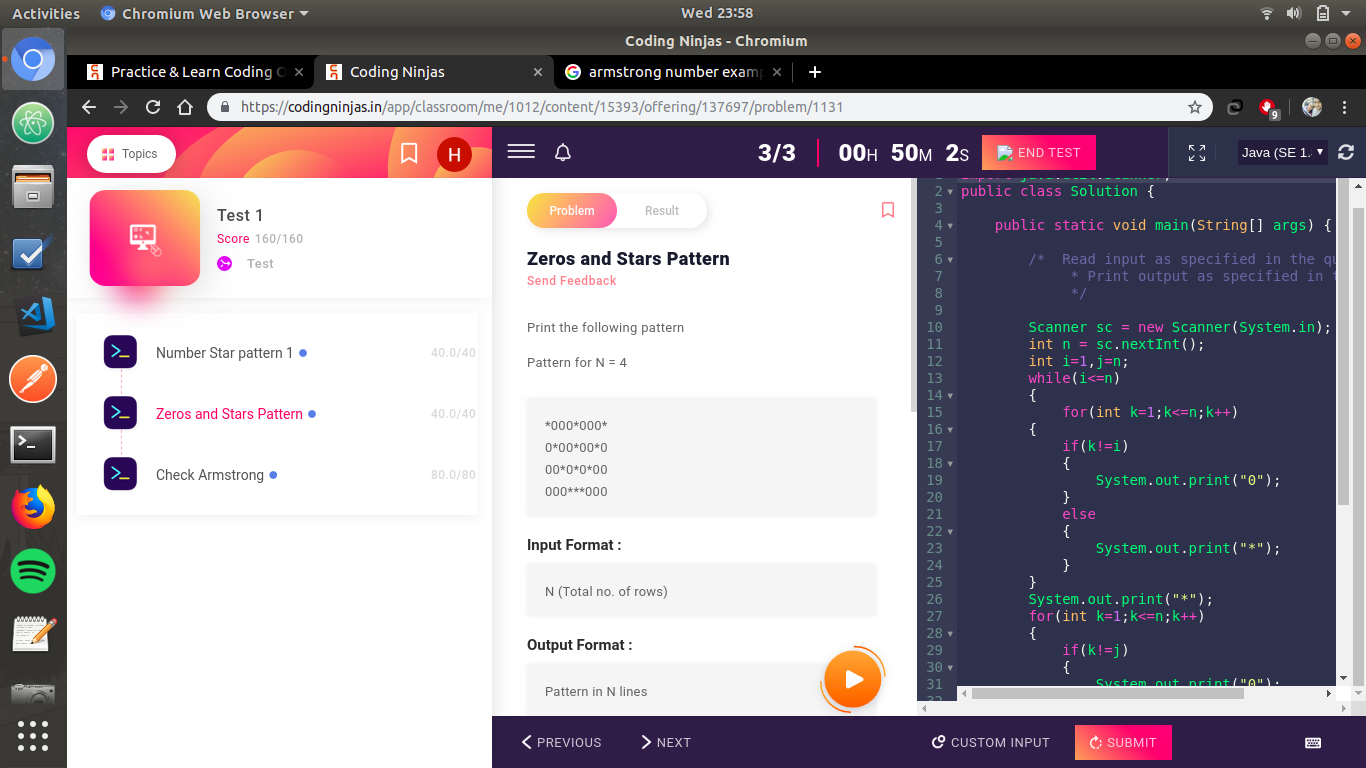 Activities
Chromium Web Browser
Wed 23:58
Coding Ninjas - Chromium
Practice & Learn Coding
Coding Ninjas
armstrong number exam
https://codingninjas.in/app/classroom/me/1012/content/15393/offering/137697/problem/1131
9
Topics
H
3/3
00H 50M 2S
END TEST
Java (SE 1.
Test 1
Score 160/160
Test
Number Star pattern 1
40.0/40
Zeros and Stars Pattern
40.0/40
Check Armstrong
80.0/80
Problem
Result
Zeros and Stars Pattern
Send Feedback
Print the following pattern
Pattern for N = 4
*000*000*
0*00*00*0
00*0*0*00
000***000
Input Format :
N (Total no. of rows)
Output Format :
Pattern in N lines
2 public class Solution {
3
4 public static void main(String[] args) {
5
6 /* Read input as specified in the qu
7 * Print output as specified in t
8 */
9
10 Scanner sc = new Scanner(System.in);
11 int n = sc.nextInt();
12 int i=1,j=n;
13 while(i<=n)
14 {
15 for(int k=1;k<=n;k++)
16 {
17 if(k!=i)
18 {
19 System.out.print("0");
20 }
21 else
22 {
23 System.out.print("*");
24 }
25 }
26 System.out.print("*");
27 for(int k=1;k<=n;k++)
28 {
29 if(k!=j)
30 {
31 System.out.print("0");
PREVIOUS
NEXT
CUSTOM INPUT
SUBMIT